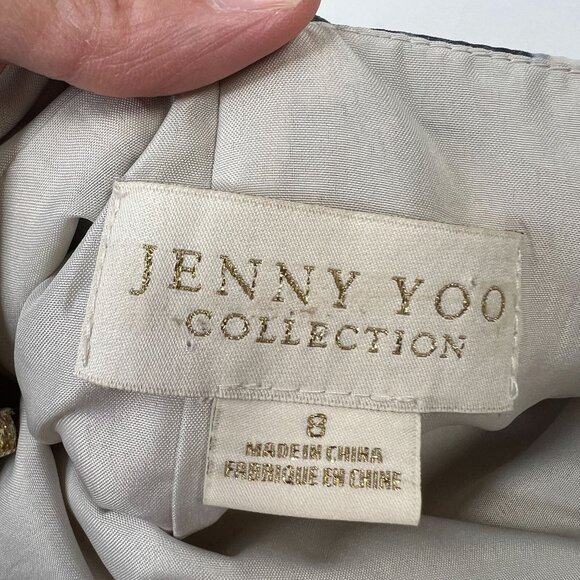 JENNY YOO
COLLECTION
8
MADE IN CHINA
FABRIQUE EN CHINE